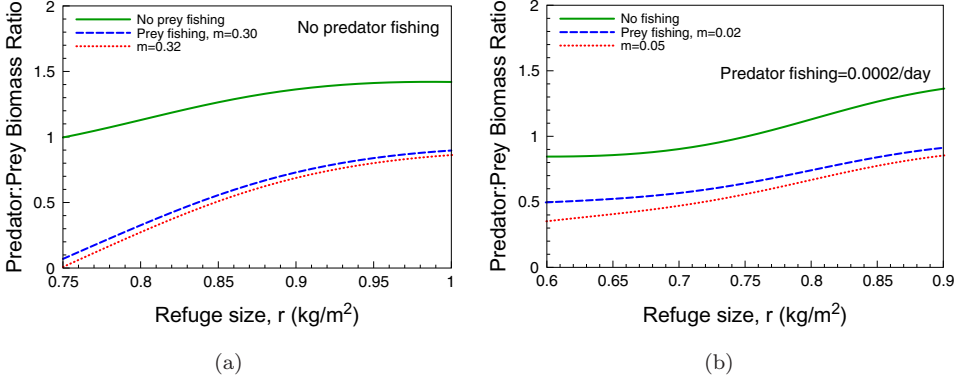 2
No prey fishing
Prey fishing, m=0.30
m=0.32
No predator fishing
1.5
1
0.5
0
Predator:Prey Biomass Ratio
0.75 0.8 0.85 0.9 0.95 1
Refuge size, r (kg/m²)
(a)
2
No fishing
Prey fishing, m=0.02
m=0.05
Predator fishing=0.0002/day
1.5
1
0.5
0
Predator:Prey Biomass Ratio
0.6 0.65 0.7 0.75 0.8 0.85 0.9
Refuge size, r (kg/m²)
(b)